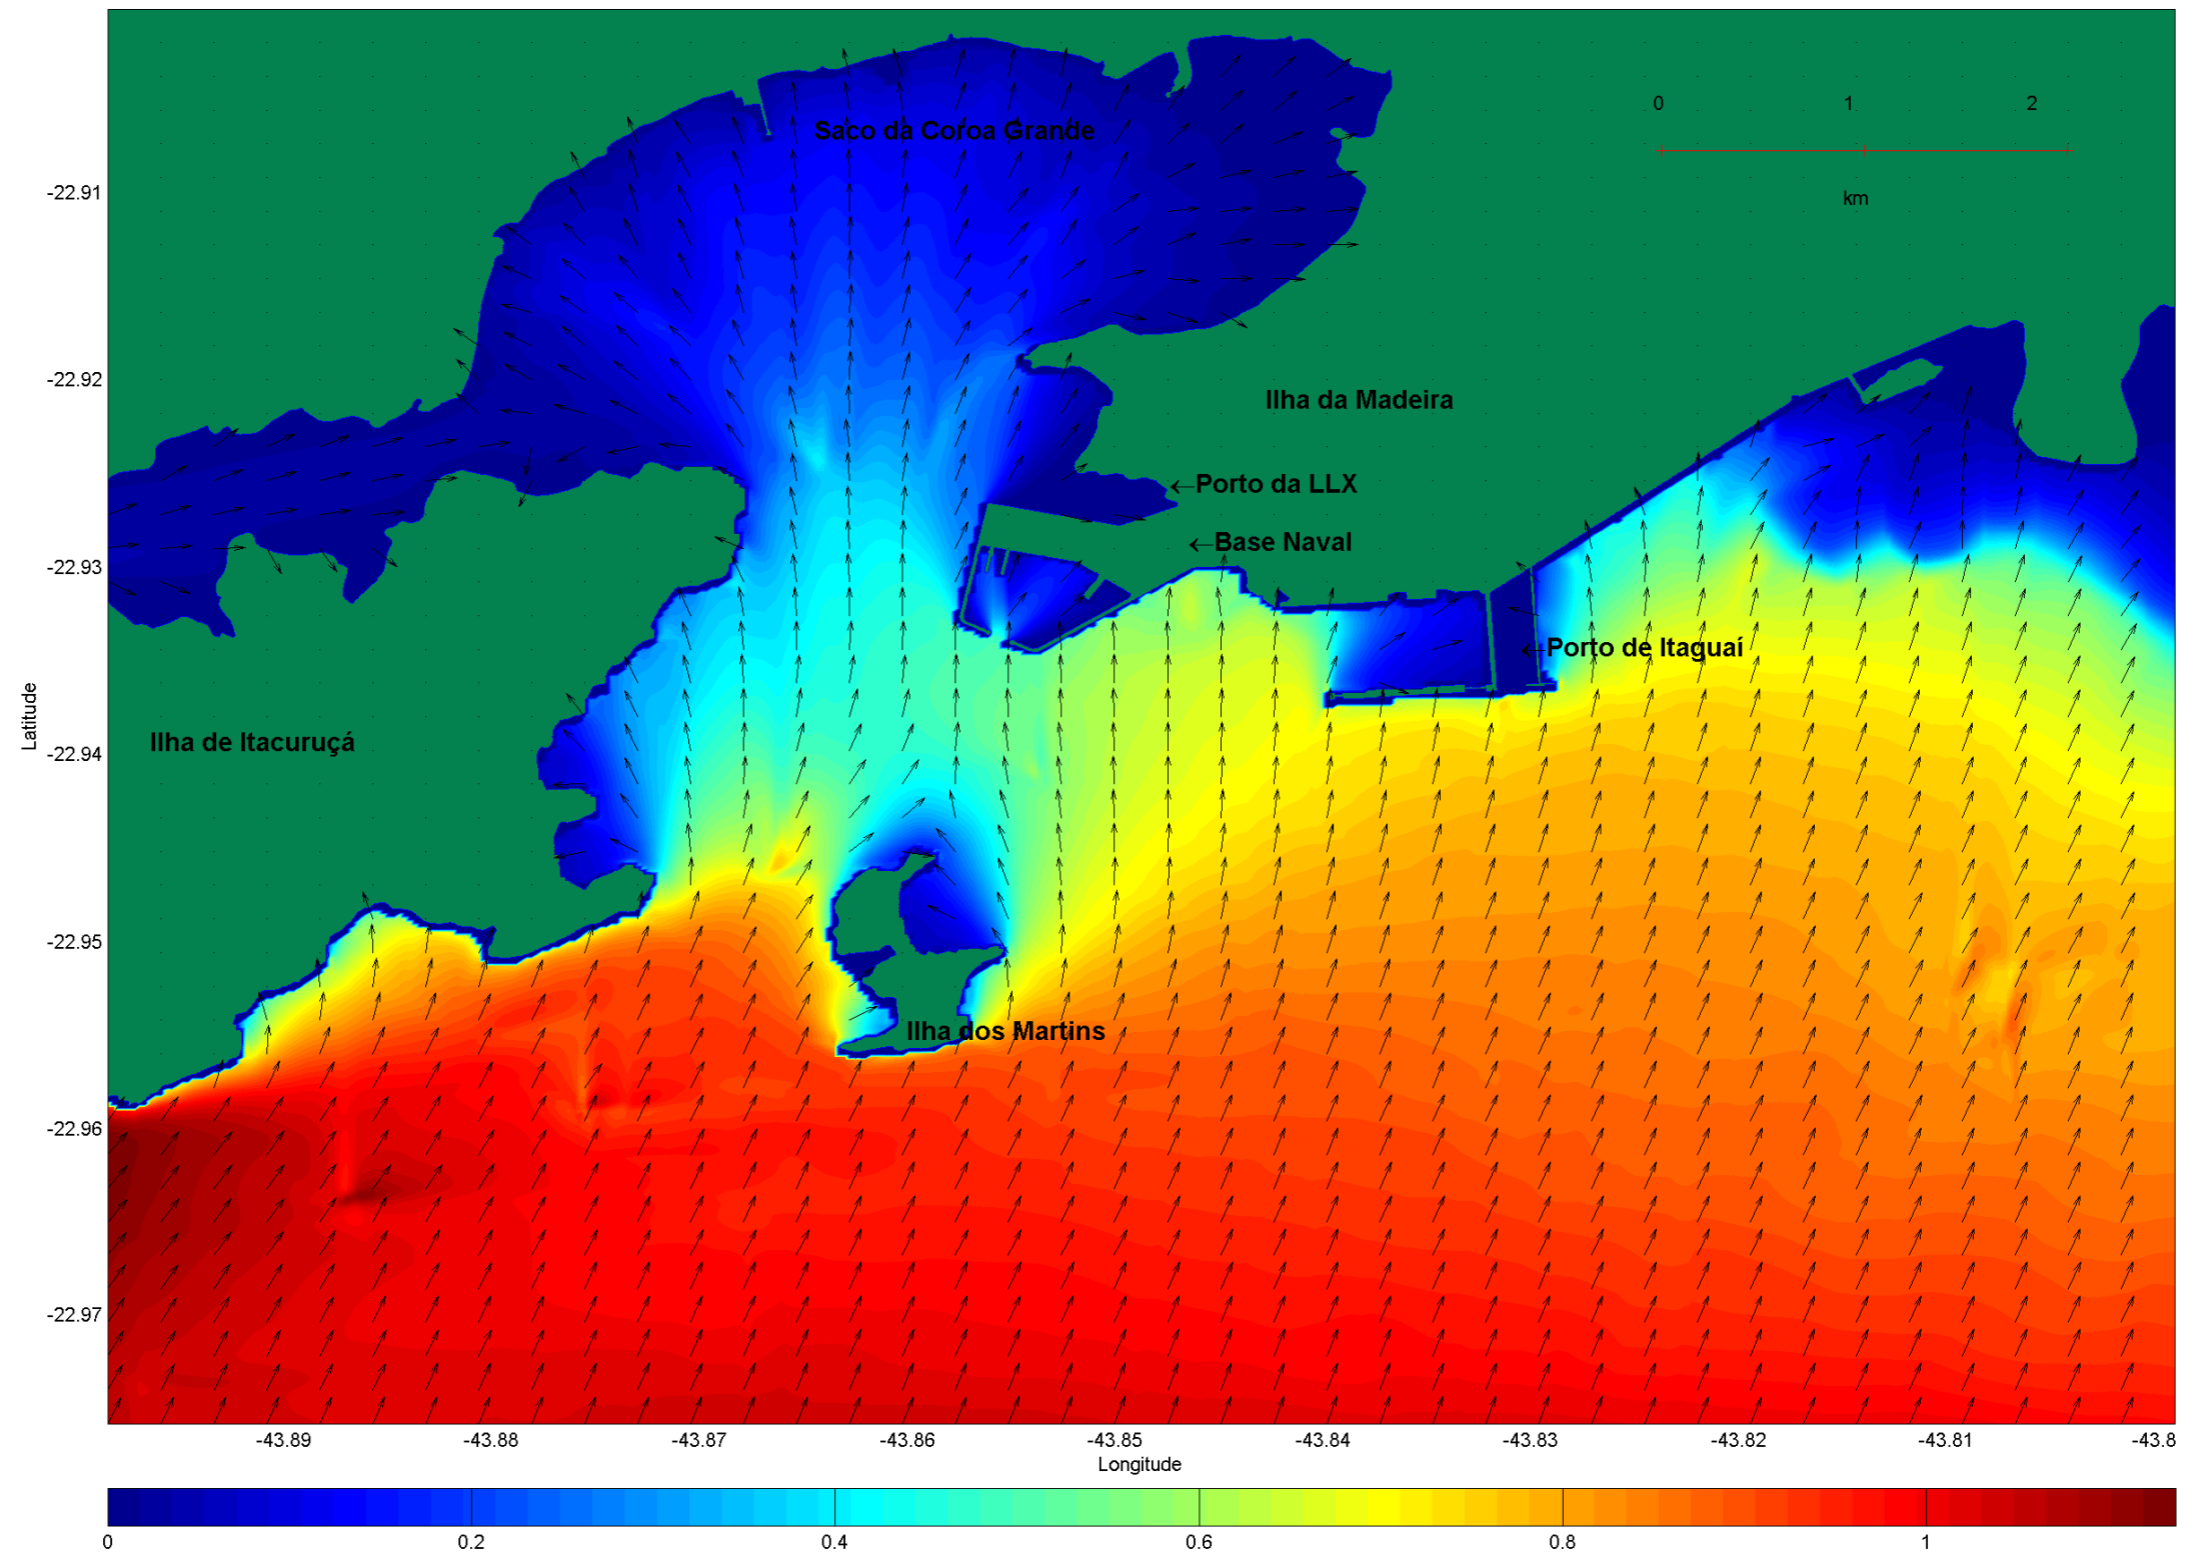 0 1 2
Saco da Coroa Grande
-22.91
km
-22.92
Ilha da Madeira
←Porto da LLX
←Base Naval
-22.93
←Porto de Itaguaí
Latitude
Ilha de Itacuruçá
-22.94
-22.95
Ilha dos Martins
-22.96
-22.97
-43.89 -43.88 -43.87 -43.86 -43.85 -43.84 -43.83 -43.82 -43.81 -43.8
Longitude
0 0.2 0.4 0.6 0.8 1